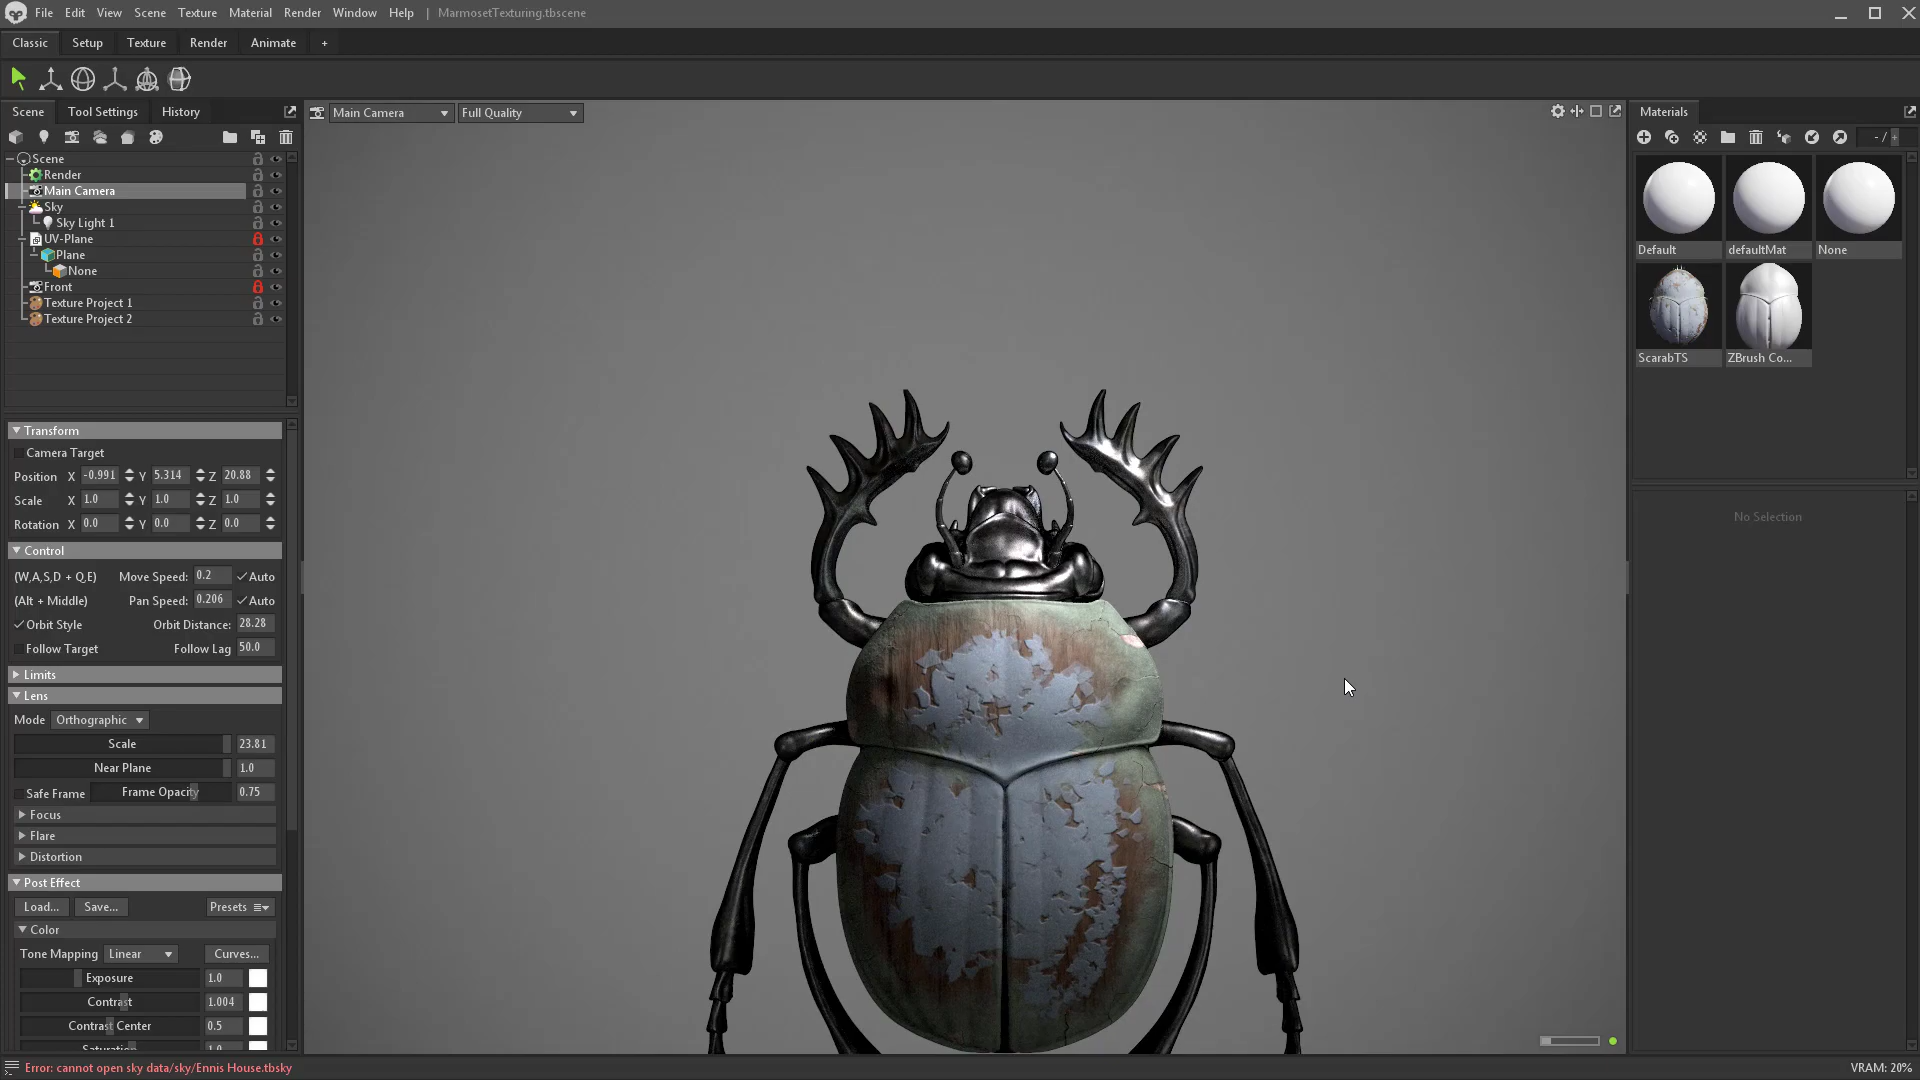 File Edit View Scene Texture Material Render Window Help | MarmosetTexturing.tbscene
Classic Setup Texture Render Animate +
Scene Tool Settings History
Main Camera Full Quality
Materials
- /
Scene
Render
Main Camera
Sky
Sky Light 1
UV-Plane
Plane
None
Front
Texture Project 1
Texture Project 2
Default defaultMat None
ScarabTS ZBrush Co...
No Selection
Transform
Camera Target
Position X -0.991 Y 5.314 Z 20.88
Scale X 1.0 Y 1.0 Z 1.0
Rotation X 0.0 Y 0.0 Z 0.0
Control
(W,A,S,D + Q,E) Move Speed: 0.2 Auto
(Alt + Middle) Pan Speed: 0.206 Auto
Orbit Style Orbit Distance: 28.28
Follow Target Follow Lag 50.0
Limits
Lens
Mode Orthographic
Scale 23.81
Near Plane 1.0
Safe Frame Frame Opacity 0.75
Focus
Flare
Distortion
Post Effect
Load... Save... Presets
Color
Tone Mapping Linear Curves...
Exposure 1.0
Contrast 1.004
Contrast Center 0.5
Saturation 1.0
Error: cannot open sky data/sky/Ennis House.tbsky
VRAM: 20%